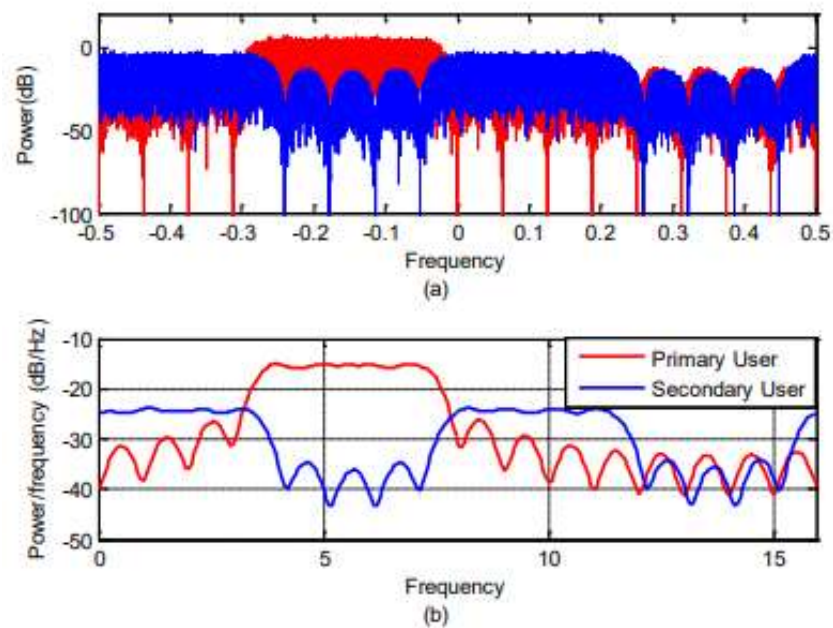 0
-50
-100
Power(dB)
-0.5 -0.4 -0.3 -0.2 -0.1 0 0.1 0.2 0.3 0.4 0.5
Frequency
(a)
-10
-20
-30
-40
-50
Power/frequency (dB/Hz)
Primary User
Secondary User
0 5 10 15
Frequency
(b)